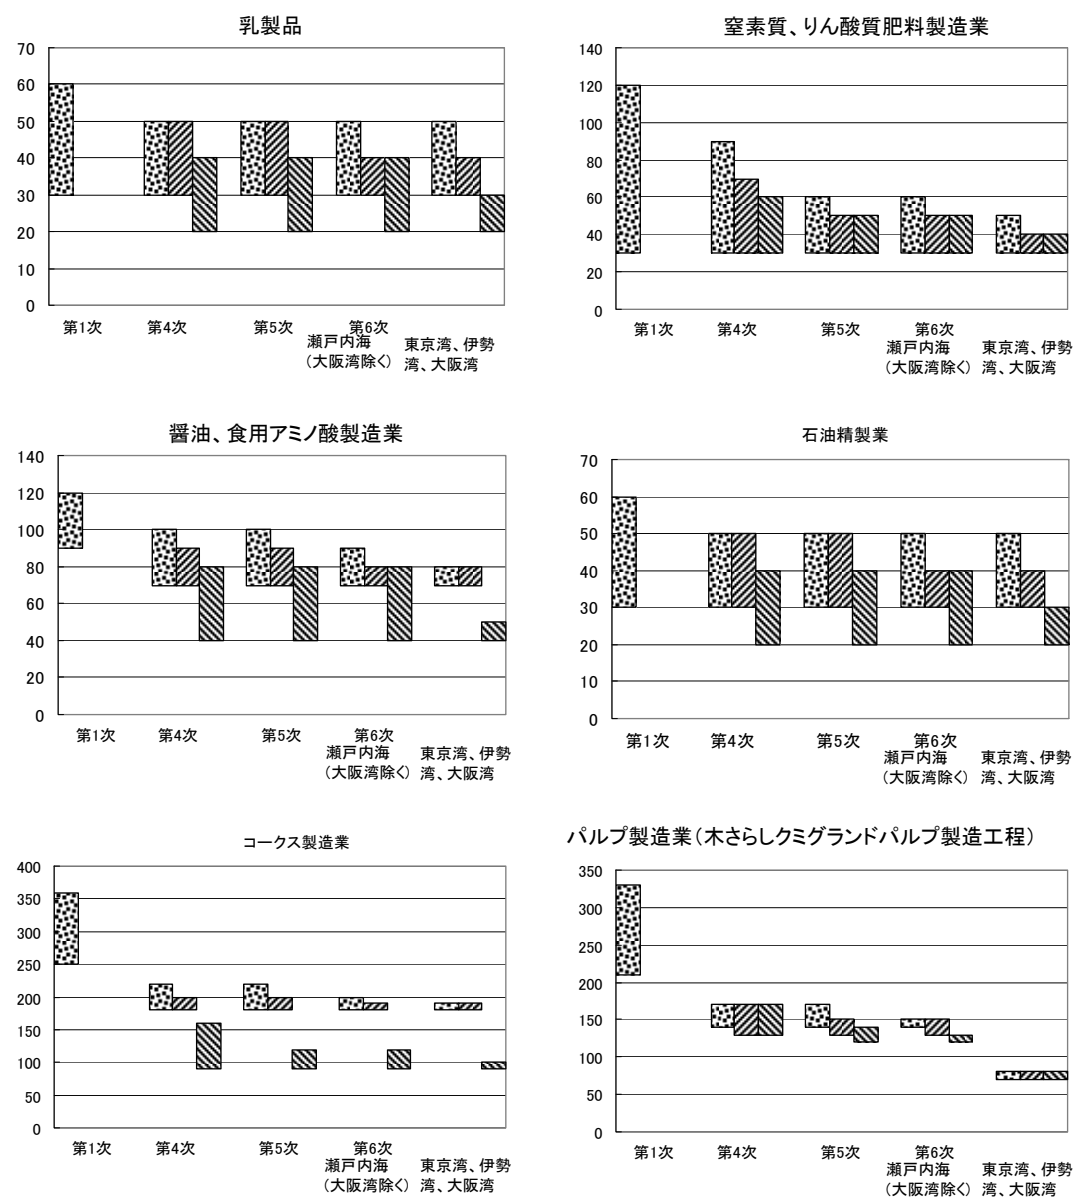 乳製品
70
60
50
40
30
20
10
0
第1次 第4次 第5次 第6次
瀬戸内海
(大阪湾除く)
東京湾、伊勢
湾、大阪湾
窒素質、りん酸質肥料製造業
140
120
100
80
60
40
20
0
第1次 第4次 第5次 第6次
瀬戸内海
(大阪湾除く)
東京湾、伊勢
湾、大阪湾
醤油、食用アミノ酸製造業
140
120
100
80
60
40
20
0
第1次 第4次 第5次 第6次
瀬戸内海
(大阪湾除く)
東京湾、伊勢
湾、大阪湾
石油精製業
70
60
50
40
30
20
10
0
第1次 第4次 第5次 第6次
瀬戸内海
(大阪湾除く)
東京湾、伊勢
湾、大阪湾
コークス製造業
400
350
300
250
200
150
100
50
0
第1次 第4次 第5次 第6次
瀬戸内海
(大阪湾除く)
東京湾、伊勢
湾、大阪湾
パルプ製造業(木さらしクミグランドパルプ製造工程)
350
300
250
200
150
100
50
0
第1次 第4次 第5次 第6次
瀬戸内海
(大阪湾除く)
東京湾、伊勢
湾、大阪湾